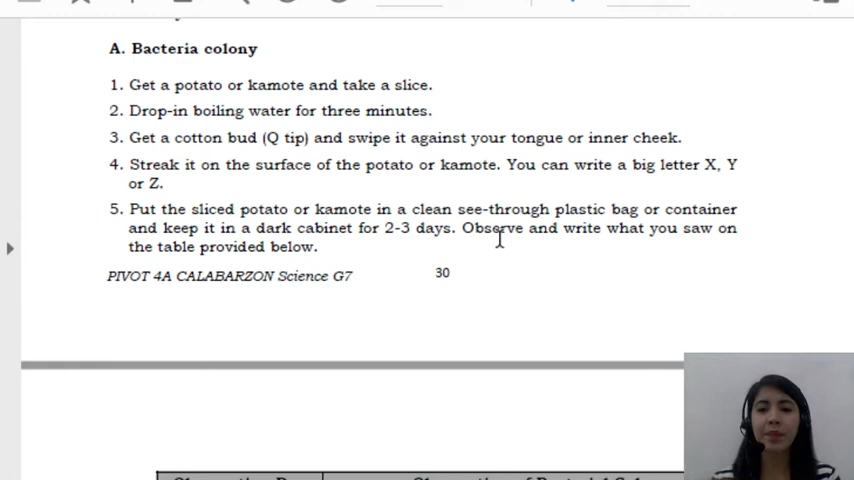 A. Bacteria colony
1. Get a potato or kamote and take a slice.
2. Drop-in boiling water for three minutes.
3. Get a cotton bud (Q tip) and swipe it against your tongue or inner cheek.
4. Streak it on the surface of the potato or kamote. You can write a big letter X, Y
or Z.
5. Put the sliced potato or kamote in a clean see-through plastic bag or container
and keep it in a dark cabinet for 2-3 days. Observe and write what you saw on
the table provided below.
PIVOT 4A CALABARZON Science G7
30